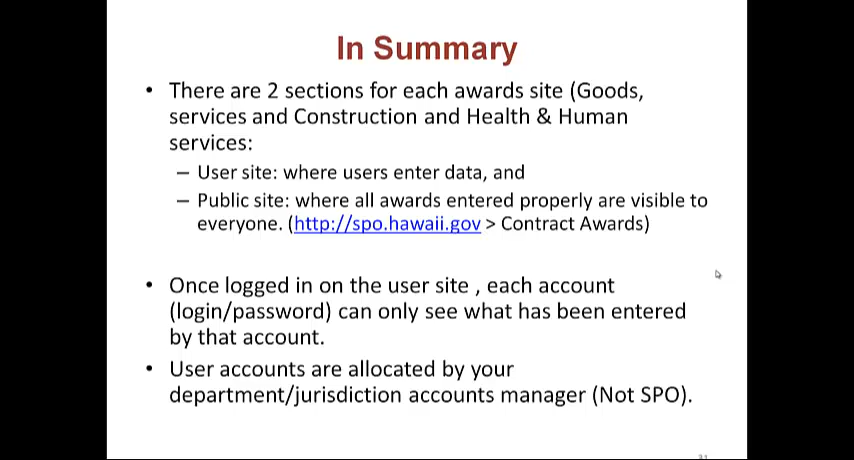 In Summary
• There are 2 sections for each awards site (Goods,
services and Construction and Health & Human
services:
– User site: where users enter data, and
– Public site: where all awards entered properly are visible to
everyone. (http://spo.hawaii.gov > Contract Awards)
• Once logged in on the user site , each account
(login/password) can only see what has been entered
by that account.
• User accounts are allocated by your
department/jurisdiction accounts manager (Not SPO).